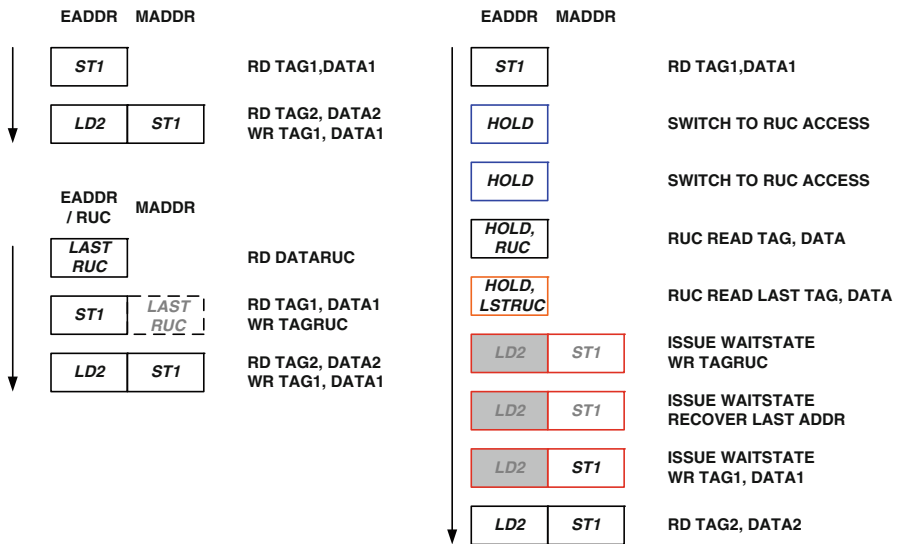 EADDR MADDR
ST1 RD TAG1,DATA1
LD2 ST1 RD TAG2, DATA2
WR TAG1, DATA1
EADDR
/ RUC MADDR
LAST
RUC RD DATARUC
ST1 LAST
RUC RD TAG1, DATA1
WR TAGRUC
LD2 ST1 RD TAG2, DATA2
WR TAG1, DATA1
EADDR MADDR
ST1 RD TAG1,DATA1
HOLD SWITCH TO RUC ACCESS
HOLD SWITCH TO RUC ACCESS
HOLD,
RUC RUC READ TAG, DATA
HOLD,
LSTRUC RUC READ LAST TAG, DATA
LD2 ST1 ISSUE WAITSTATE
WR TAGRUC
LD2 ST1 ISSUE WAITSTATE
RECOVER LAST ADDR
LD2 ST1 ISSUE WAITSTATE
WR TAG1, DATA1
LD2 ST1 RD TAG2, DATA2